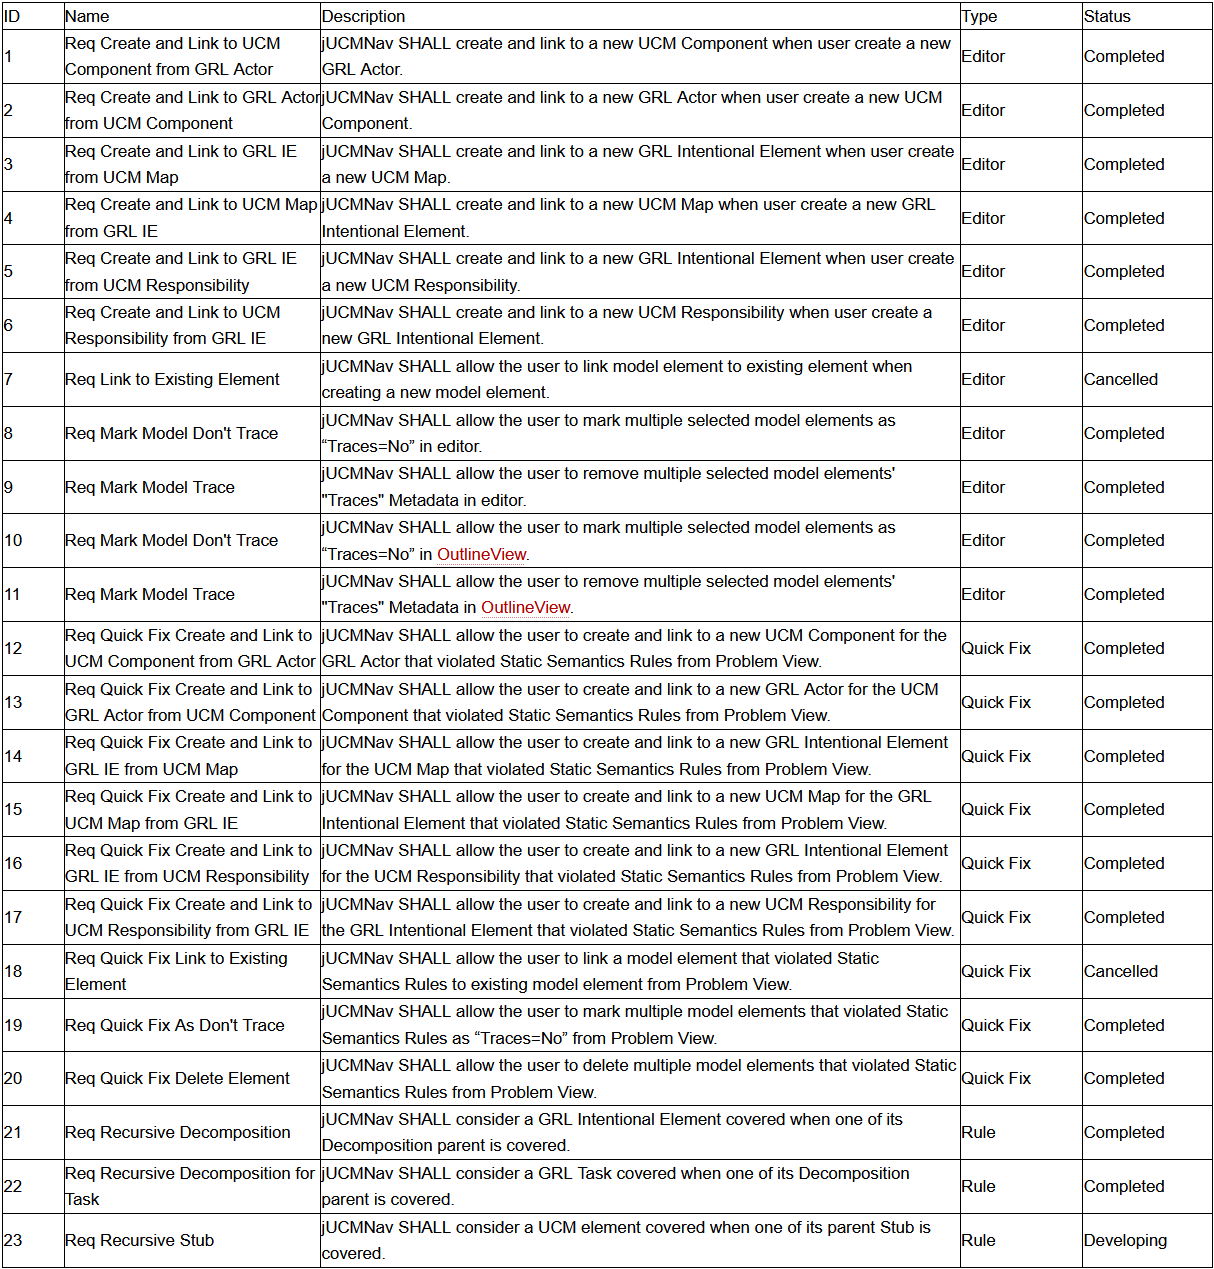 ID Name Description Type Status
1 Req Create and Link to UCM Component from GRL Actor jUCMNav SHALL create and link to a new UCM Component when user create a new GRL Actor. Editor Completed
2 Req Create and Link to GRL Actor from UCM Component jUCMNav SHALL create and link to a new GRL Actor when user create a new UCM Component. Editor Completed
3 Req Create and Link to GRL IE from UCM Map jUCMNav SHALL create and link to a new GRL Intentional Element when user create a new UCM Map. Editor Completed
4 Req Create and Link to UCM Map from GRL IE jUCMNav SHALL create and link to a new UCM Map when user create a new GRL Intentional Element. Editor Completed
5 Req Create and Link to GRL IE from UCM Responsibility jUCMNav SHALL create and link to a new GRL Intentional Element when user create a new UCM Responsibility. Editor Completed
6 Req Create and Link to UCM Responsibility from GRL IE jUCMNav SHALL create and link to a new UCM Responsibility when user create a new GRL Intentional Element. Editor Completed
7 Req Link to Existing Element jUCMNav SHALL allow the user to link model element to existing element when creating a new model element. Editor Cancelled
8 Req Mark Model Don't Trace jUCMNav SHALL allow the user to mark multiple selected model elements as “Traces=No” in editor. Editor Completed
9 Req Mark Model Trace jUCMNav SHALL allow the user to remove multiple selected model elements' "Traces" Metadata in editor. Editor Completed
10 Req Mark Model Don't Trace jUCMNav SHALL allow the user to mark multiple selected model elements as “Traces=No” in OutlineView. Editor Completed
11 Req Mark Model Trace jUCMNav SHALL allow the user to remove multiple selected model elements' "Traces" Metadata in OutlineView. Editor Completed
12 Req Quick Fix Create and Link to UCM Component from GRL Actor jUCMNav SHALL allow the user to create and link to a new UCM Component for the GRL Actor that violated Static Semantics Rules from Problem View. Quick Fix Completed
13 Req Quick Fix Create and Link to GRL Actor from UCM Component jUCMNav SHALL allow the user to create and link to a new GRL Actor for the UCM Component that violated Static Semantics Rules from Problem View. Quick Fix Completed
14 Req Quick Fix Create and Link to GRL IE from UCM Map jUCMNav SHALL allow the user to create and link to a new GRL Intentional Element for the UCM Map that violated Static Semantics Rules from Problem View. Quick Fix Completed
15 Req Quick Fix Create and Link to UCM Map from GRL IE jUCMNav SHALL allow the user to create and link to a new UCM Map for the GRL Intentional Element that violated Static Semantics Rules from Problem View. Quick Fix Completed
16 Req Quick Fix Create and Link to GRL IE from UCM Responsibility jUCMNav SHALL allow the user to create and link to a new GRL Intentional Element for the UCM Responsibility that violated Static Semantics Rules from Problem View. Quick Fix Completed
17 Req Quick Fix Create and Link to UCM Responsibility from GRL IE jUCMNav SHALL allow the user to create and link to a new UCM Responsibility for the GRL Intentional Element that violated Static Semantics Rules from Problem View. Quick Fix Completed
18 Req Quick Fix Link to Existing Element jUCMNav SHALL allow the user to link a model element that violated Static Semantics Rules to existing model element from Problem View. Quick Fix Cancelled
19 Req Quick Fix As Don't Trace jUCMNav SHALL allow the user to mark multiple model elements that violated Static Semantics Rules as “Traces=No” from Problem View. Quick Fix Completed
20 Req Quick Fix Delete Element jUCMNav SHALL allow the user to delete multiple model elements that violated Static Semantics Rules from Problem View. Quick Fix Completed
21 Req Recursive Decomposition jUCMNav SHALL consider a GRL Intentional Element covered when one of its Decomposition parent is covered. Rule Completed
22 Req Recursive Decomposition for Task jUCMNav SHALL consider a GRL Task covered when one of its Decomposition parent is covered. Rule Completed
23 Req Recursive Stub jUCMNav SHALL consider a UCM element covered when one of its parent Stub is covered. Rule Developing